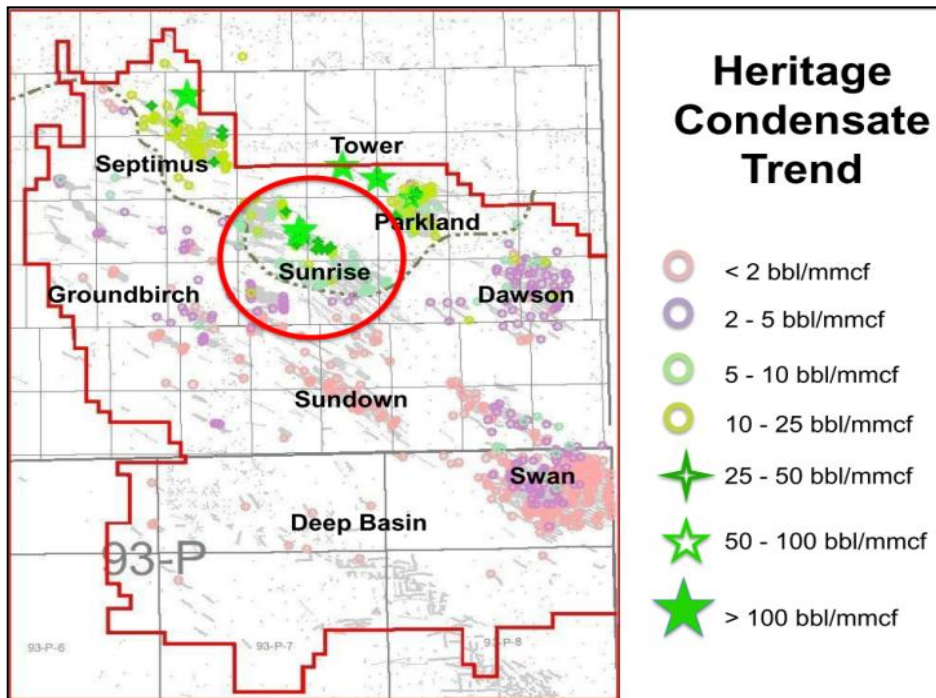 Heritage
Condensate
Trend
Tower
Septimus
Parkland
Sunrise
Groundbirch
Dawson
Sundown
Swan
Deep Basin
93-P
93-P-6
93-P-7
93-P-8
< 2 bbl/mmcf
2 - 5 bbl/mmcf
5 - 10 bbl/mmcf
10 - 25 bbl/mmcf
25 - 50 bbl/mmcf
50 - 100 bbl/mmcf
> 100 bbl/mmcf